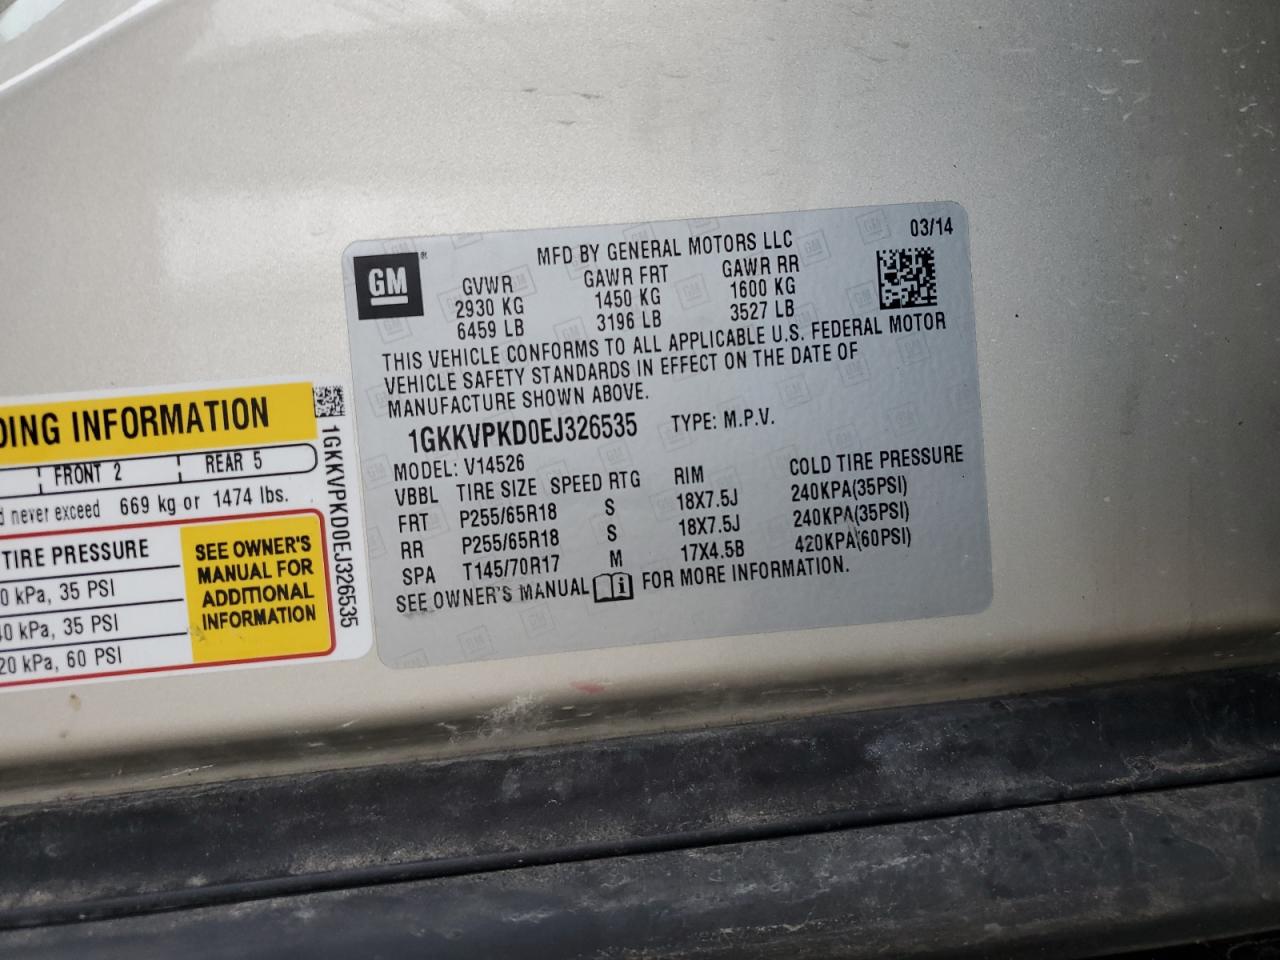 GM
®
MFD BY GENERAL MOTORS LLC
03/14
GVWR GAWR FRT GAWR RR
2930 KG 1450 KG 1600 KG
6459 LB 3196 LB 3527 LB
THIS VEHICLE CONFORMS TO ALL APPLICABLE U.S. FEDERAL MOTOR
VEHICLE SAFETY STANDARDS IN EFFECT ON THE DATE OF
MANUFACTURE SHOWN ABOVE.
1GKKVPKD0EJ326535 TYPE: M.P.V.
MODEL: V14526
VBBL TIRE SIZE SPEED RTG RIM COLD TIRE PRESSURE
FRT P255/65R18 S 18X7.5J 240KPA(35PSI)
RR P255/65R18 S 18X7.5J 240KPA(35PSI)
SPA T145/70R17 M 17X4.5B 420KPA(60PSI)
SEE OWNER'S MANUAL FOR MORE INFORMATION.
DING INFORMATION
FRONT 2 REAR 5
d never exceed 669 kg or 1474 lbs.
TIRE PRESSURE
0 kPa, 35 PSI
40 kPa, 35 PSI
20 kPa, 60 PSI
SEE OWNER'S
MANUAL FOR
ADDITIONAL
INFORMATION
1GKKVPKD0EJ326535